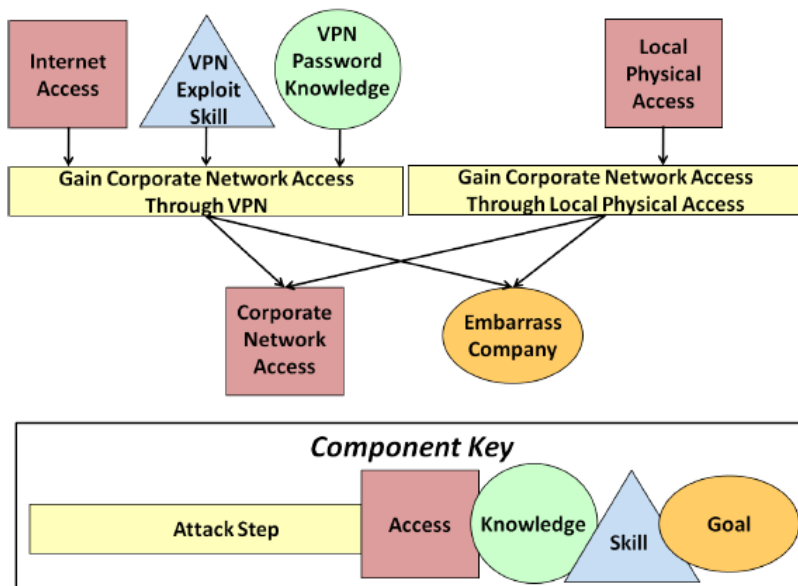 Internet
Access
VPN
Exploit
Skill
VPN
Password
Knowledge
Local
Physical
Access
Gain Corporate Network Access
Through VPN
Gain Corporate Network Access
Through Local Physical Access
Corporate
Network
Access
Embarrass
Company
Component Key
Attack Step
Access
Knowledge
Skill
Goal